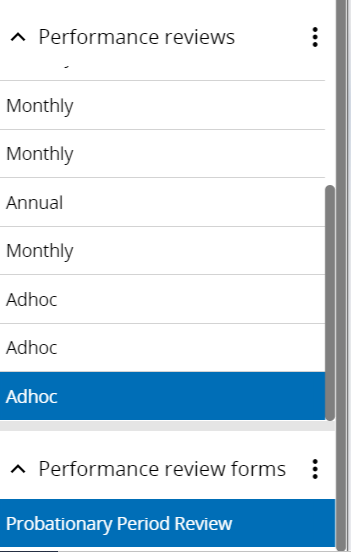 Performance reviews
Monthly
Monthly
Annual
Monthly
Adhoc
Adhoc
Adhoc
Performance review forms
Probationary Period Review